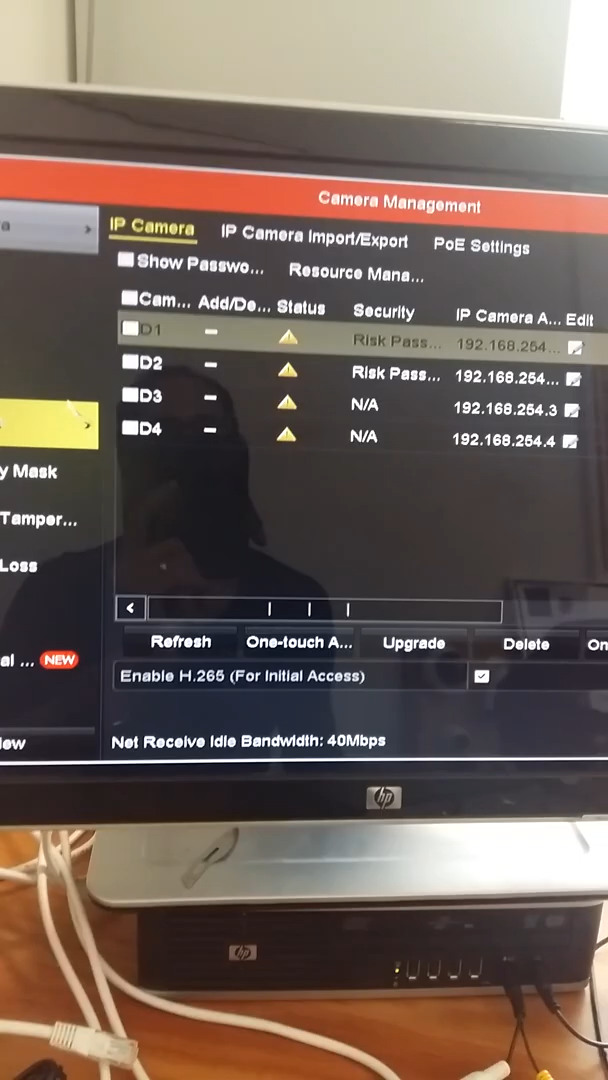 Camera Management
a >
IP Camera IP Camera Import/Export PoE Settings
Show Passwo... Resource Mana...
Cam... Add/De... Status Security IP Camera A... Edit
D1 — Risk Pass... 192.168.254...
D2 — Risk Pass... 192.168.254...
D3 — N/A 192.168.254.3
D4 — N/A 192.168.254.4
y Mask
Tamper...
Loss
al ... NEW
iew
<
Refresh One-touch A... Upgrade Delete On
Enable H.265 (For Initial Access)
Net Receive Idle Bandwidth: 40Mbps
hp
hp